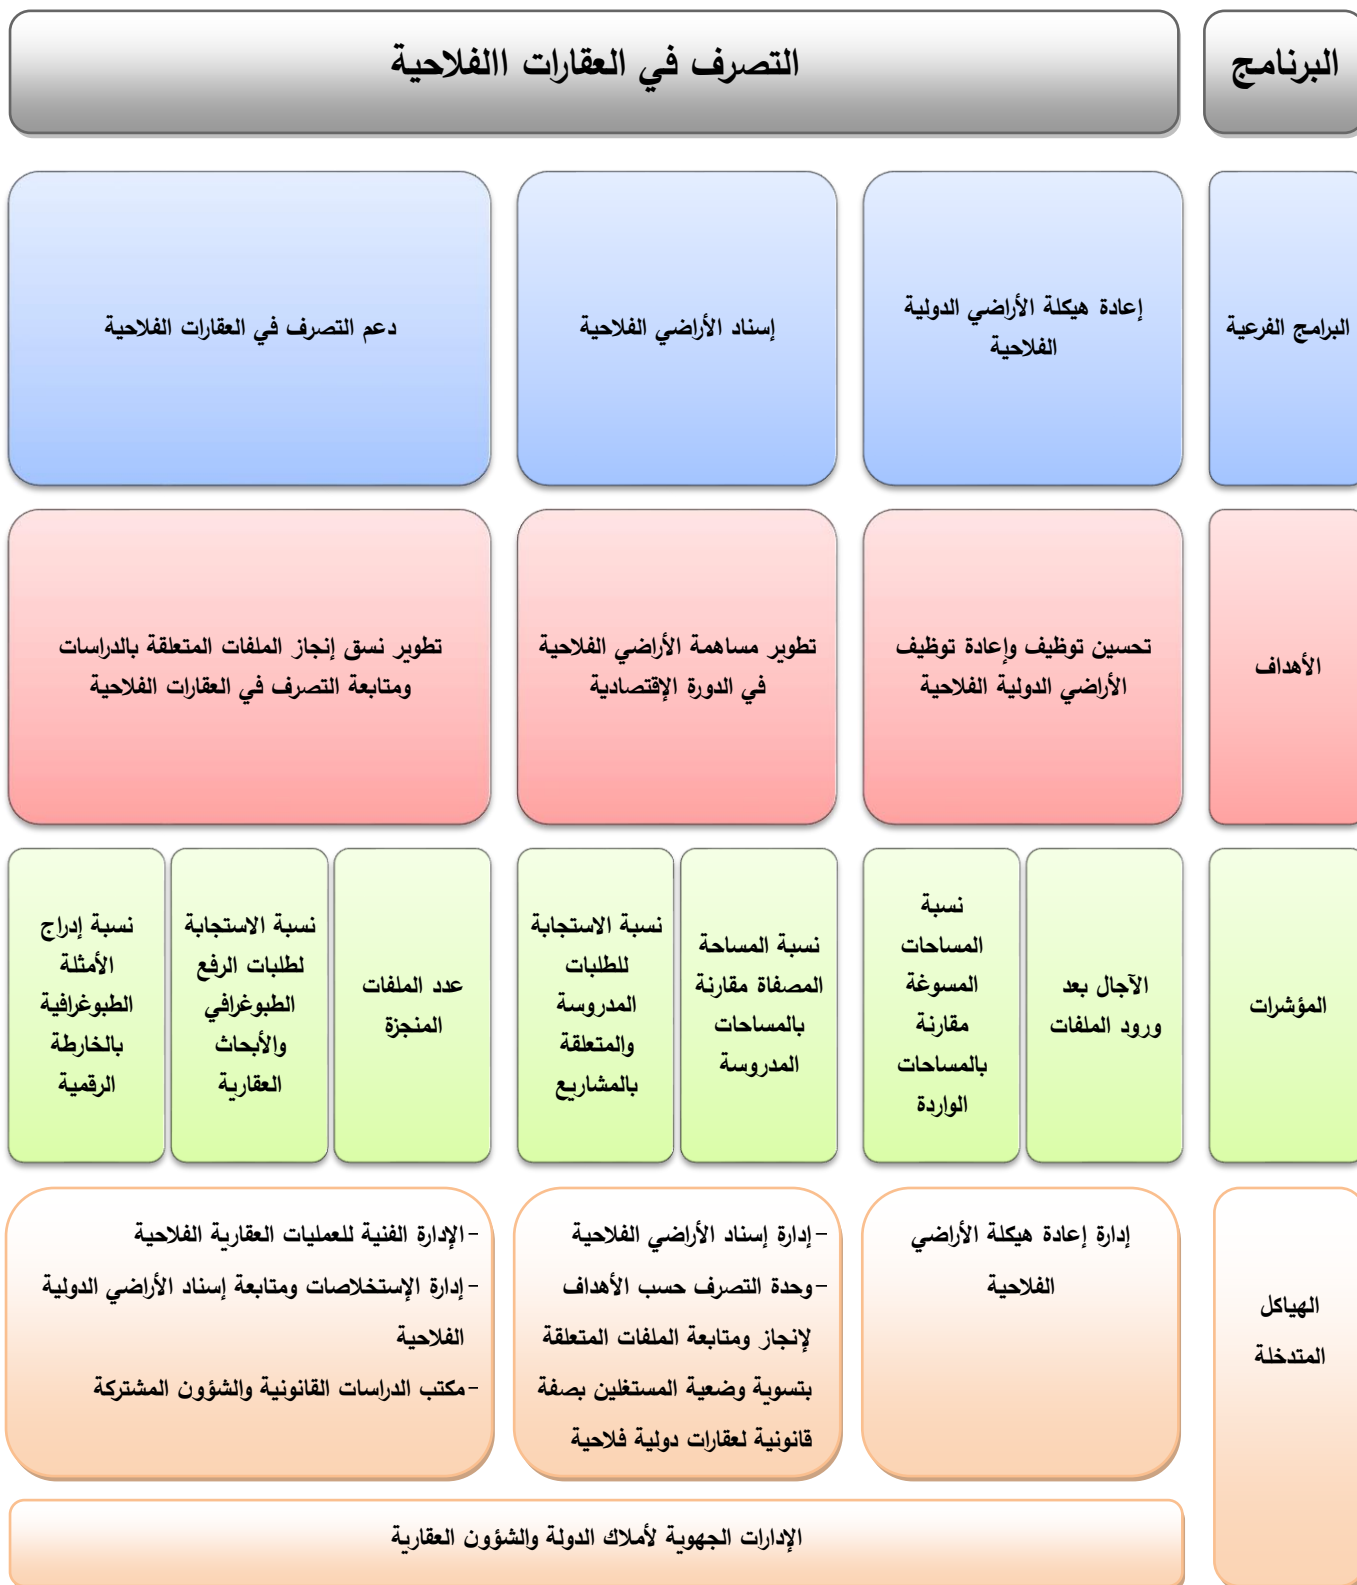 البرنامج
التصرف في العقارات االفلاحية
البرامج الفرعية
إعادة هيكلة الأراضي الدولية
الفلاحية
إسناد الأراضي الفلاحية
دعم التصرف في العقارات الفلاحية
الأهداف
تحسين توظيف وإعادة توظيف
الأراضي الدولية الفلاحية
تطوير مساهمة الأراضي الفلاحية
في الدورة الإقتصادية
تطوير نسق إنجاز الملفات المتعلقة بالدراسات
ومتابعة التصرف في العقارات الفلاحية
المؤشرات
الآجال بعد
ورود الملفات
نسبة
المساحات
المسوغة
مقارنة
بالمساحات
الواردة
نسبة المساحة
المصفاة مقارنة
بالمساحات
المدروسة
نسبة الاستجابة
للطلبات
المدروسة
والمتعلقة
بالمشاريع
عدد الملفات
المنجزة
نسبة الاستجابة
لطلبات الرفع
الطبوغرافي
والأبحاث
العقارية
نسبة إدراج
الأمثلة
الطبوغرافية
بالخارطة
الرقمية
الهياكل
المتدخلة
إدارة إعادة هيكلة الأراضي
الفلاحية
-إدارة إسناد الأراضي الفلاحية
-وحدة التصرف حسب الأهداف
لإنجاز ومتابعة الملفات المتعلقة
بتسوية وضعية المستغلين بصفة
قانونية لعقارات دولية فلاحية
-الإدارة الفنية للعمليات العقارية الفلاحية
-إدارة الإستخلاصات ومتابعة إسناد الأراضي الدولية
الفلاحية
-مكتب الدراسات القانونية والشؤون المشتركة
الإدارات الجهوية لأملاك الدولة والشؤون العقارية